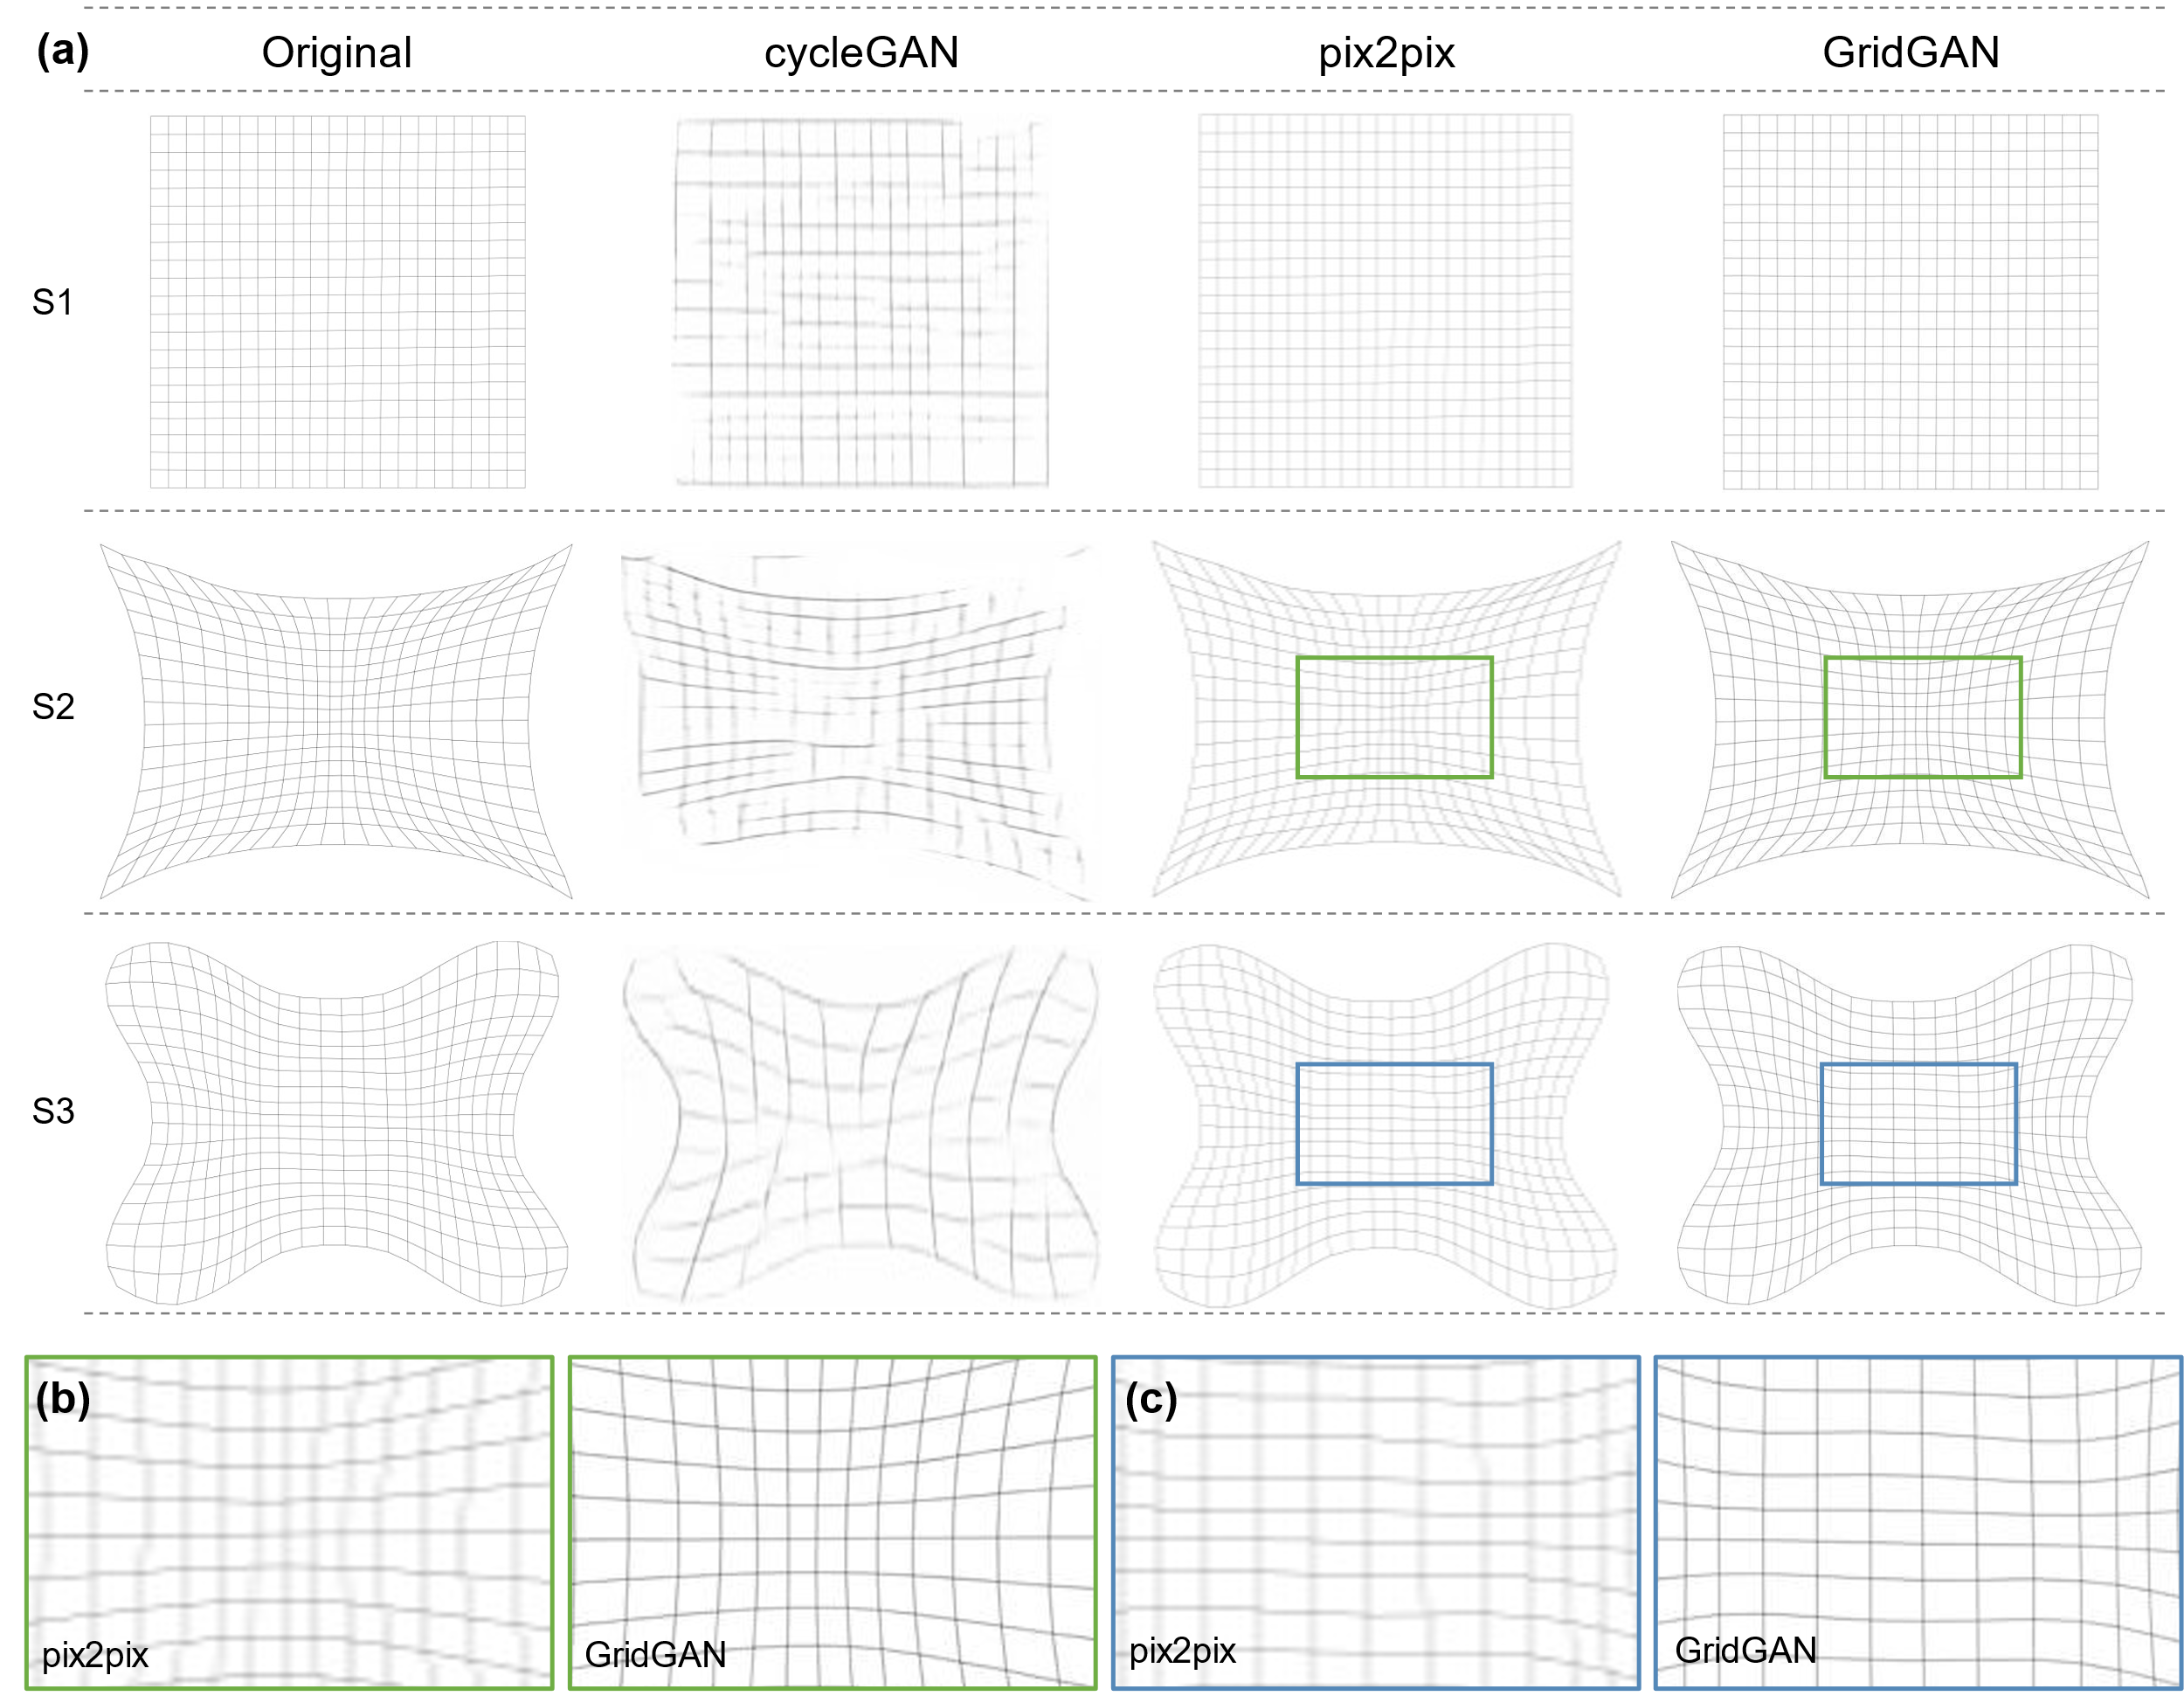 (a) Original cycleGAN pix2pix GridGAN
S1
S2
S3
(b)
pix2pix
GridGAN
(c)
pix2pix
GridGAN